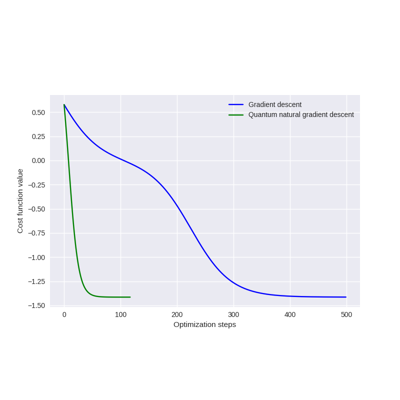 Gradient descent
Quantum natural gradient descent
0.50
0.25
0.00
−0.25
−0.50
−0.75
−1.00
−1.25
−1.50
Cost function value
0 100 200 300 400 500
Optimization steps